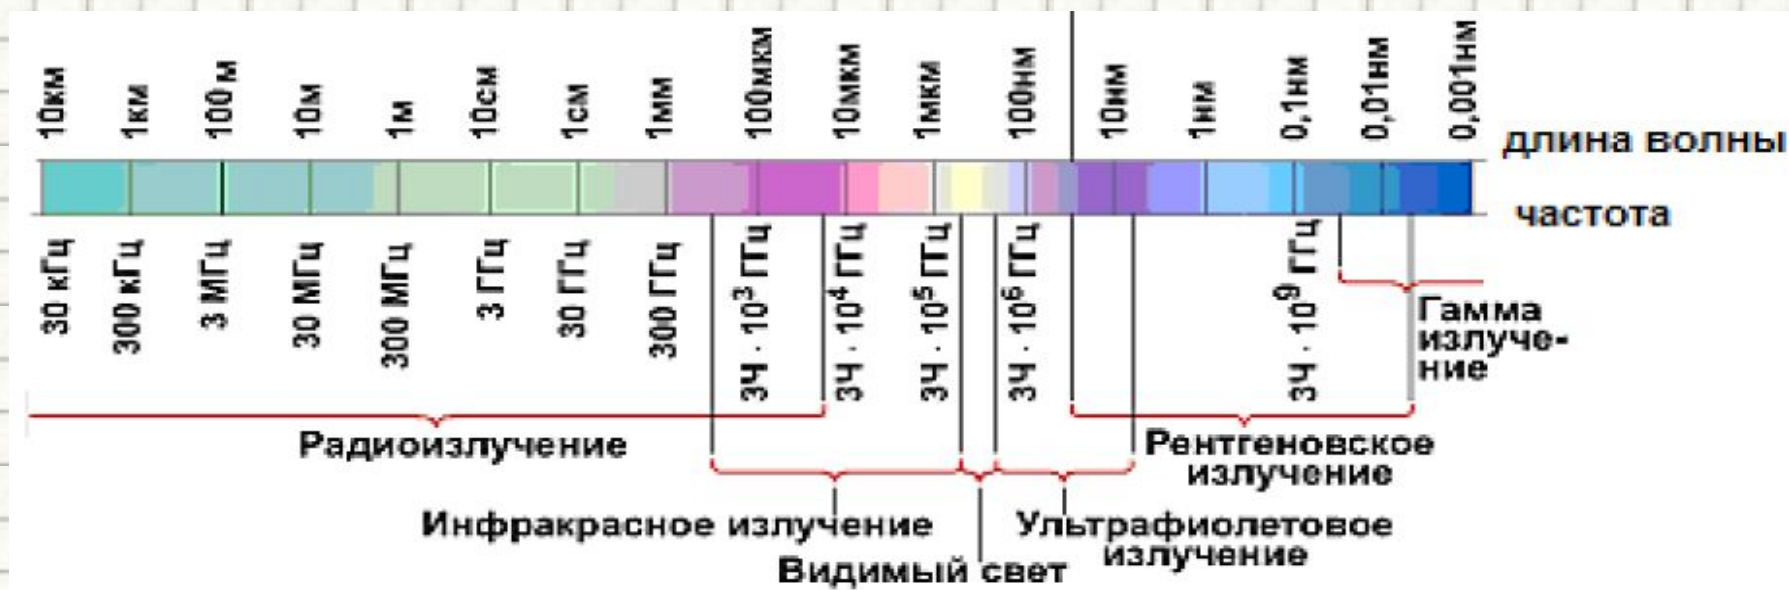 10км
1км
100м
10м
1м
10см
1см
1мм
100мкм
10мкм
1мкм
100нм
10нм
1нм
0,1нм
0,01нм
0,001нм
длина волны
частота
30 кГц
300 кГц
3 МГц
30 МГц
300 МГц
3 ГГц
30 ГГц
300 ГГц
3Ч · 10³ ГГц
3Ч · 10⁴ ГГц
3Ч · 10⁵ ГГц
3Ч · 10⁶ ГГц
3Ч · 10⁹ ГГц
Гамма
излуче-
ние
Радиоизлучение
Рентгеновское
излучение
Инфракрасное излучение
Ультрафиолетовое
излучение
Видимый свет